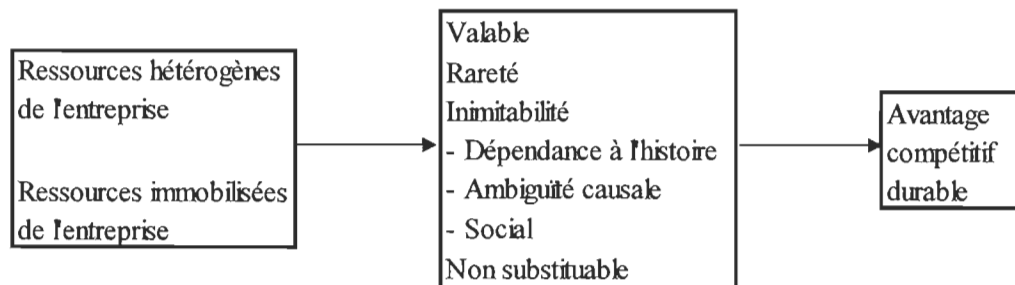 Ressources hétérogènes
de l'entreprise
Ressources immobilisées
de l'entreprise
Valable
Rareté
Inimitabilité
- Dépendance à l'histoire
- Ambiguïté causale
- Social
Non substituable
Avantage
compétitif
durable